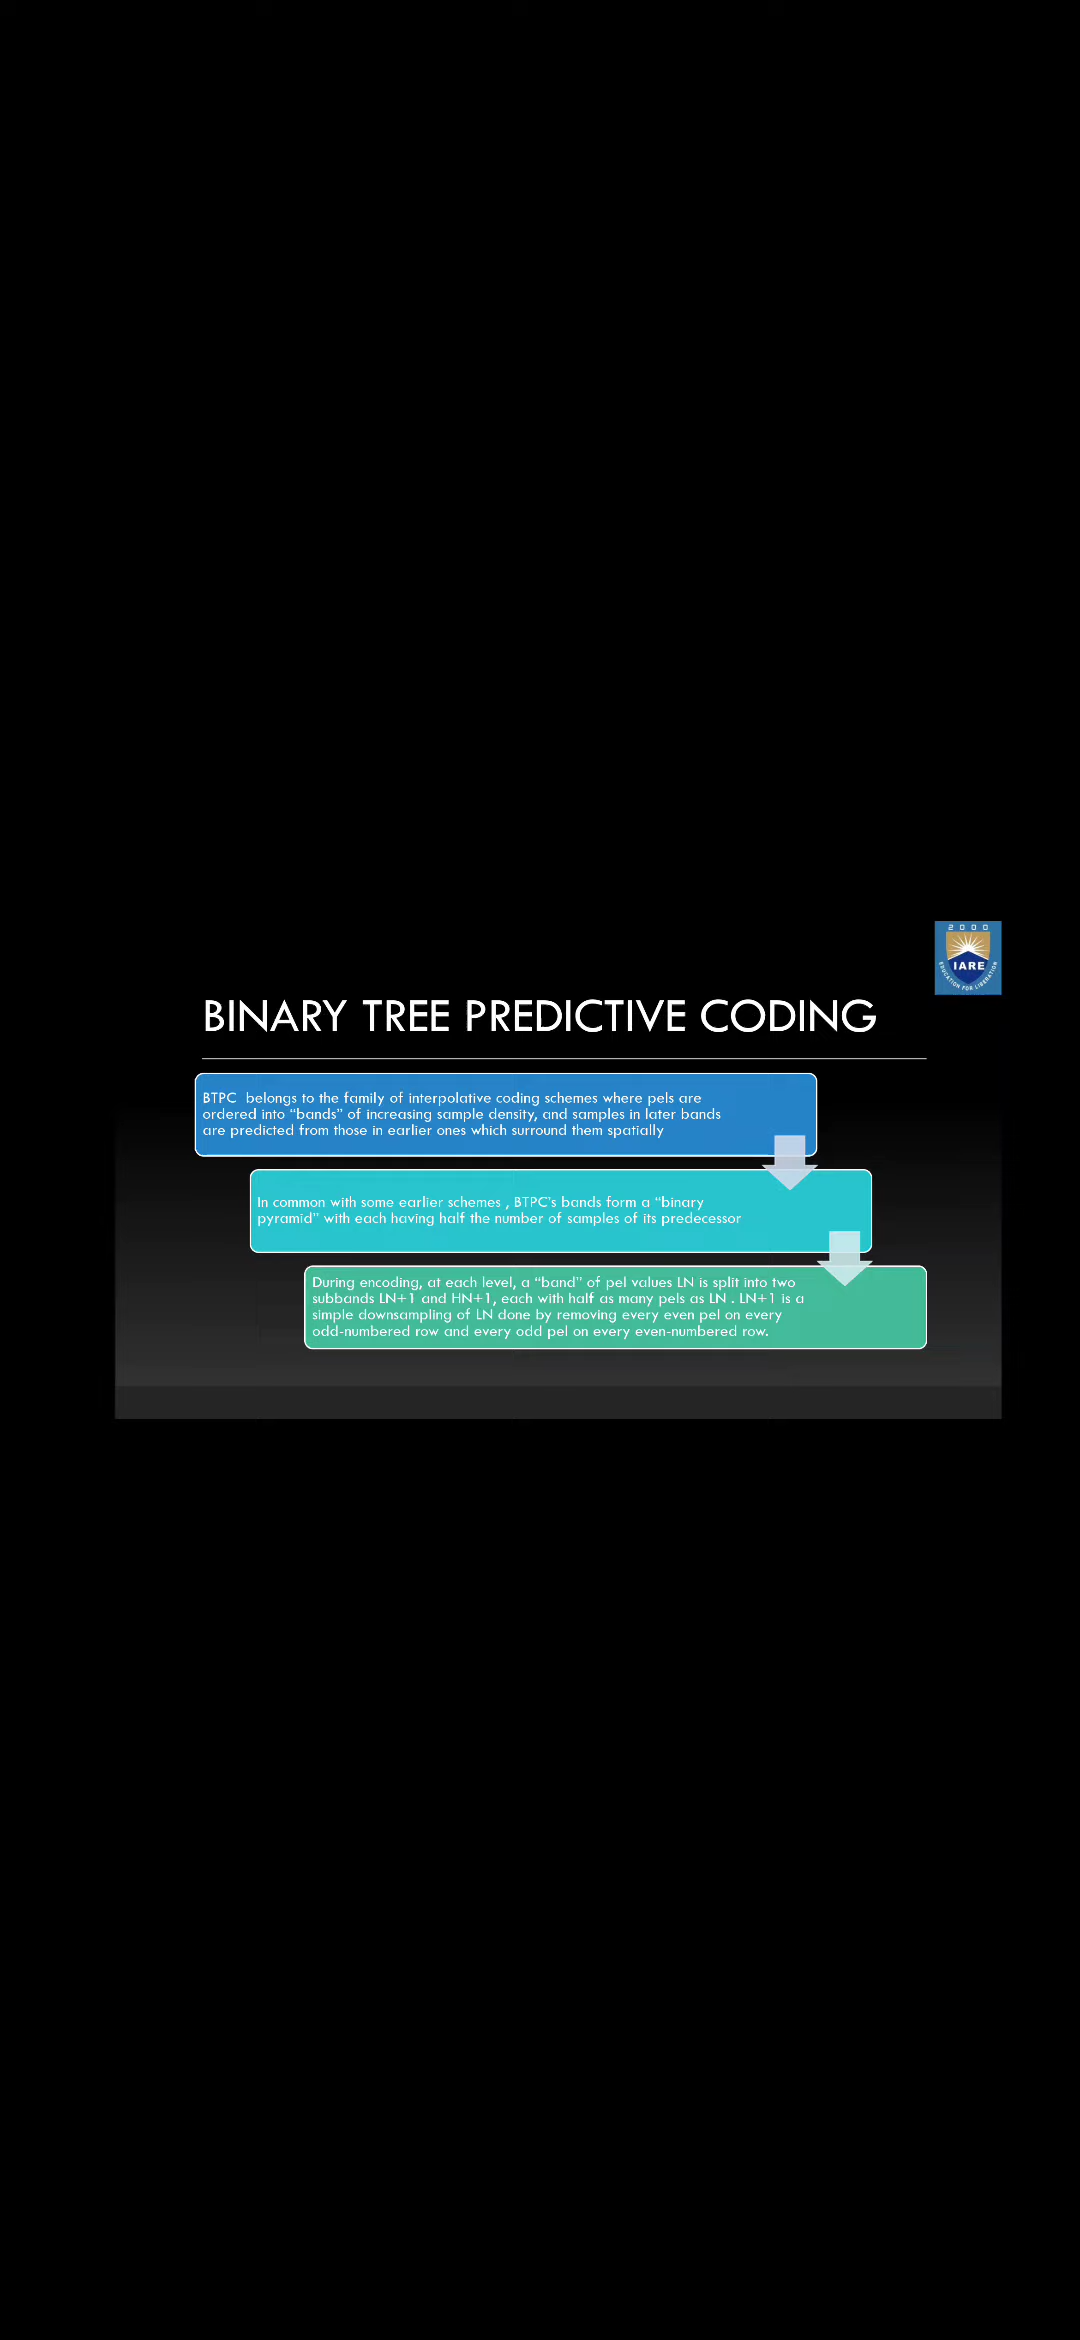 2000
IARE
EDUCATION FOR LIBERATION
BINARY TREE PREDICTIVE CODING
BTPC belongs to the family of interpolative coding schemes where pels are
ordered into “bands” of increasing sample density, and samples in later bands
are predicted from those in earlier ones which surround them spatially
In common with some earlier schemes , BTPC’s bands form a “binary
pyramid” with each having half the number of samples of its predecessor
During encoding, at each level, a “band” of pel values LN is split into two
subbands LN+1 and HN+1, each with half as many pels as LN . LN+1 is a
simple downsampling of LN done by removing every even pel on every
odd-numbered row and every odd pel on every even-numbered row.